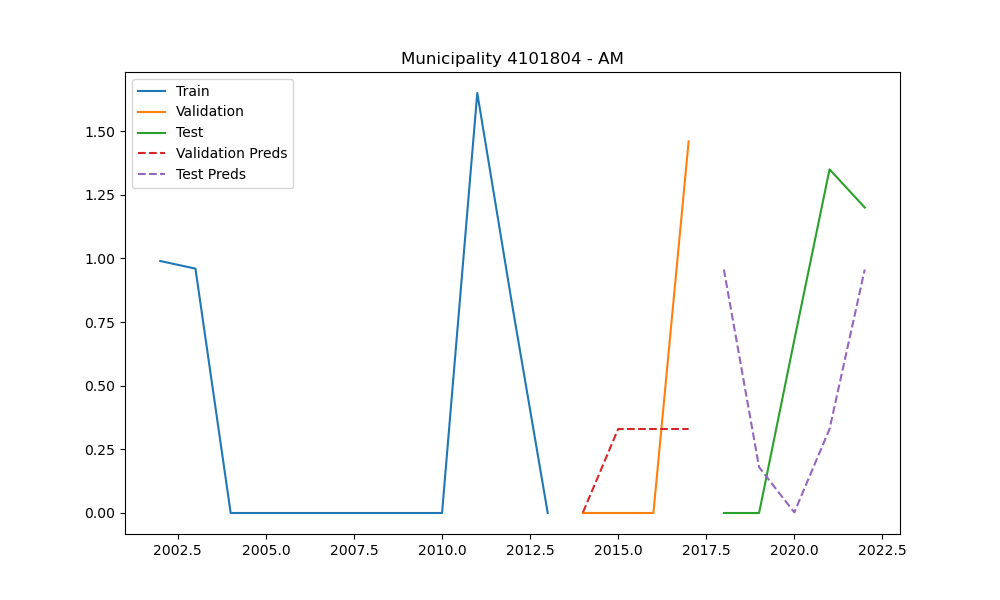 Municipality 4101804 - AM
Train
Validation
Test
Validation Preds
Test Preds
1.50
1.25
1.00
0.75
0.50
0.25
0.00
2002.5 2005.0 2007.5 2010.0 2012.5 2015.0 2017.5 2020.0 2022.5